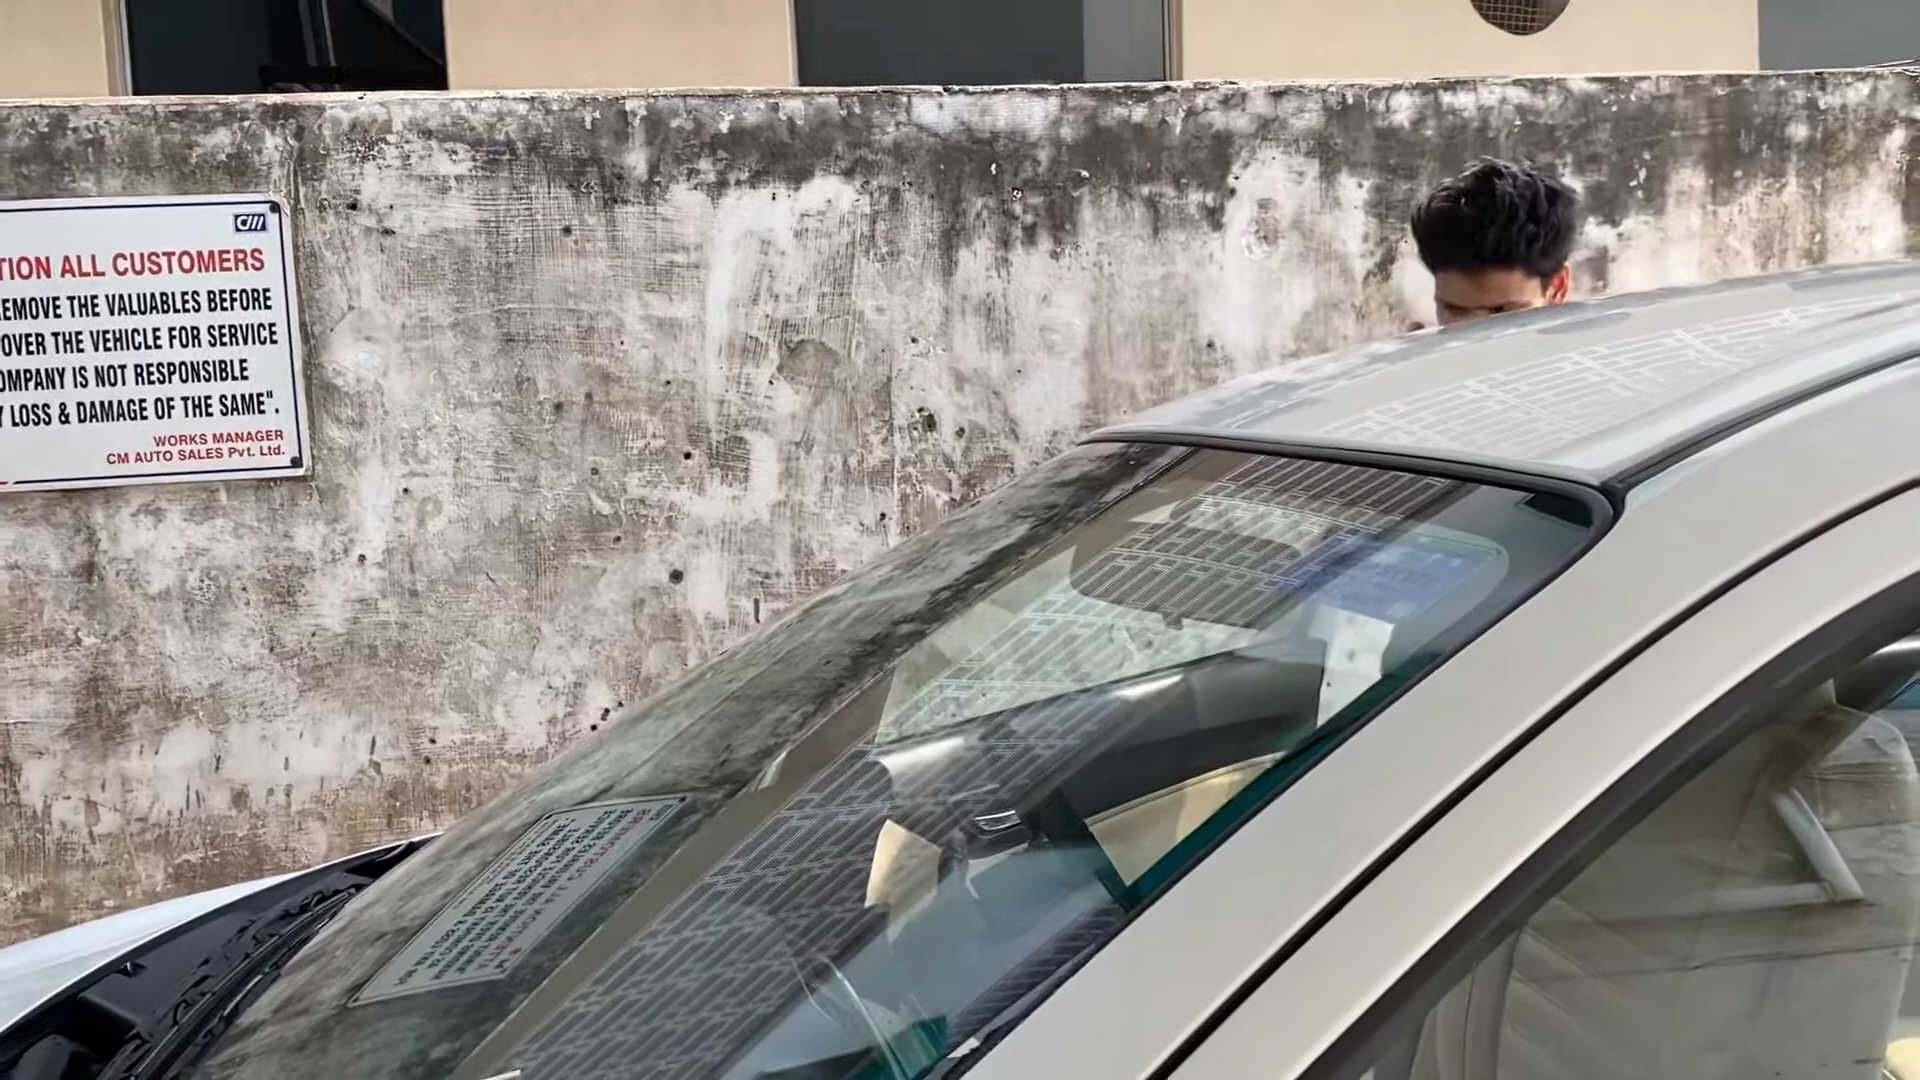 CM
TION ALL CUSTOMERS
EMOVE THE VALUABLES BEFORE
OVER THE VEHICLE FOR SERVICE
OMPANY IS NOT RESPONSIBLE
Y LOSS & DAMAGE OF THE SAME".
WORKS MANAGER
CM AUTO SALES Pvt. Ltd.